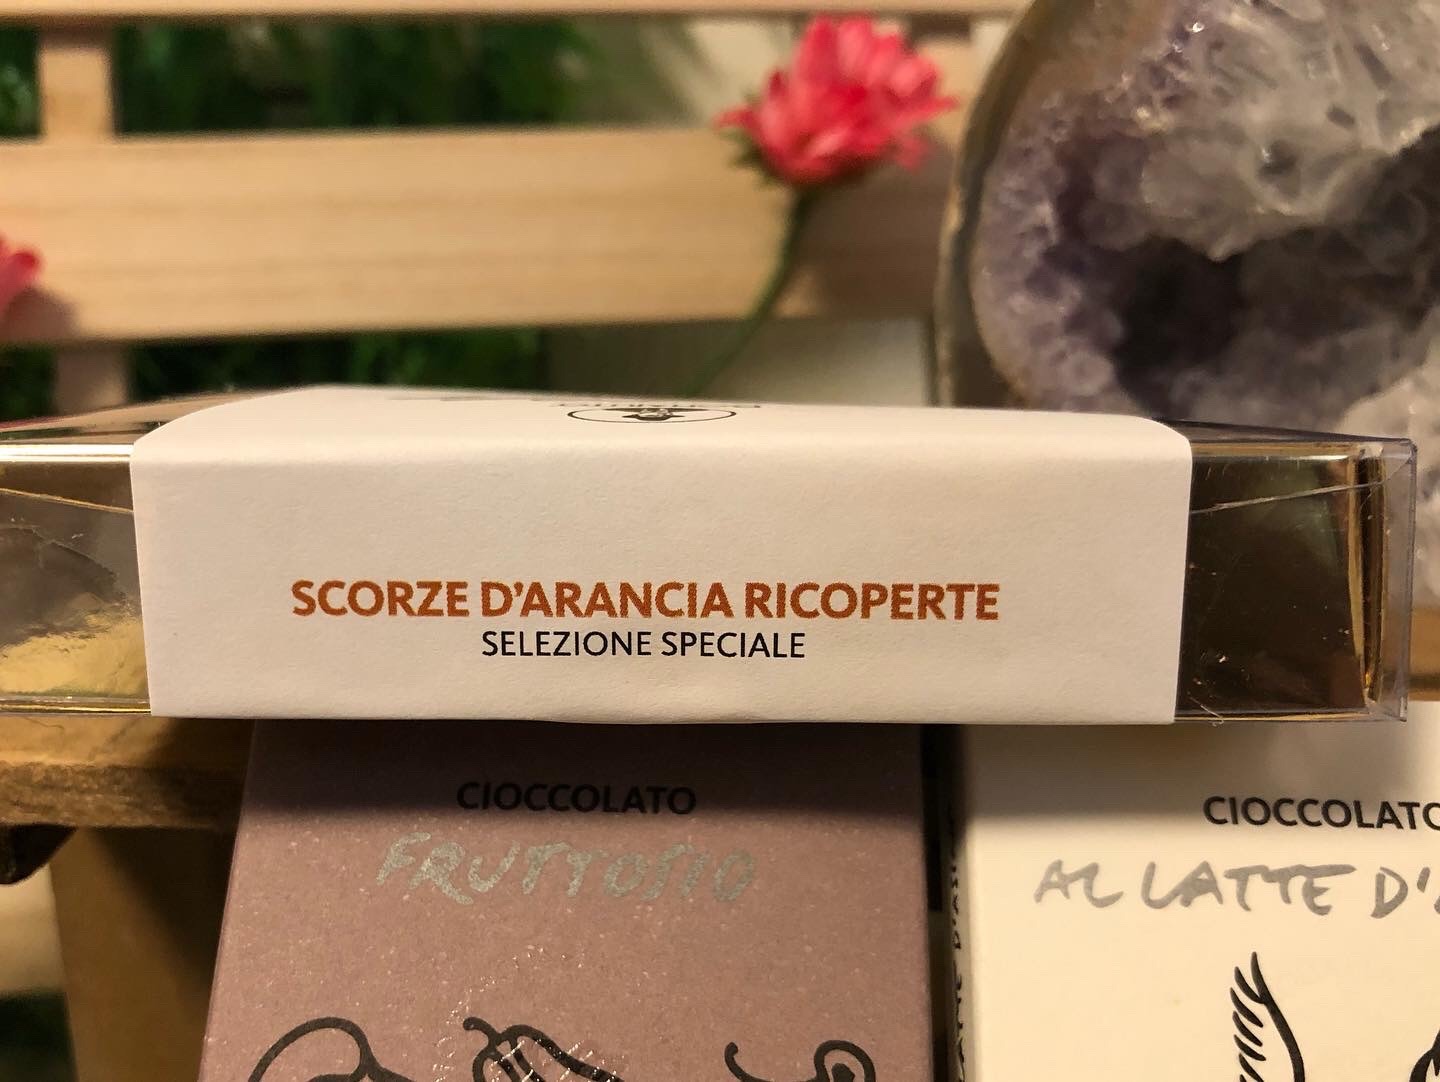 SCORZE D'ARANCIA RICOPERTE
SELEZIONE SPECIALE
CIOCCOLATO
FRUTTOSIO
CIOCCOLATO
AL LATTE D'